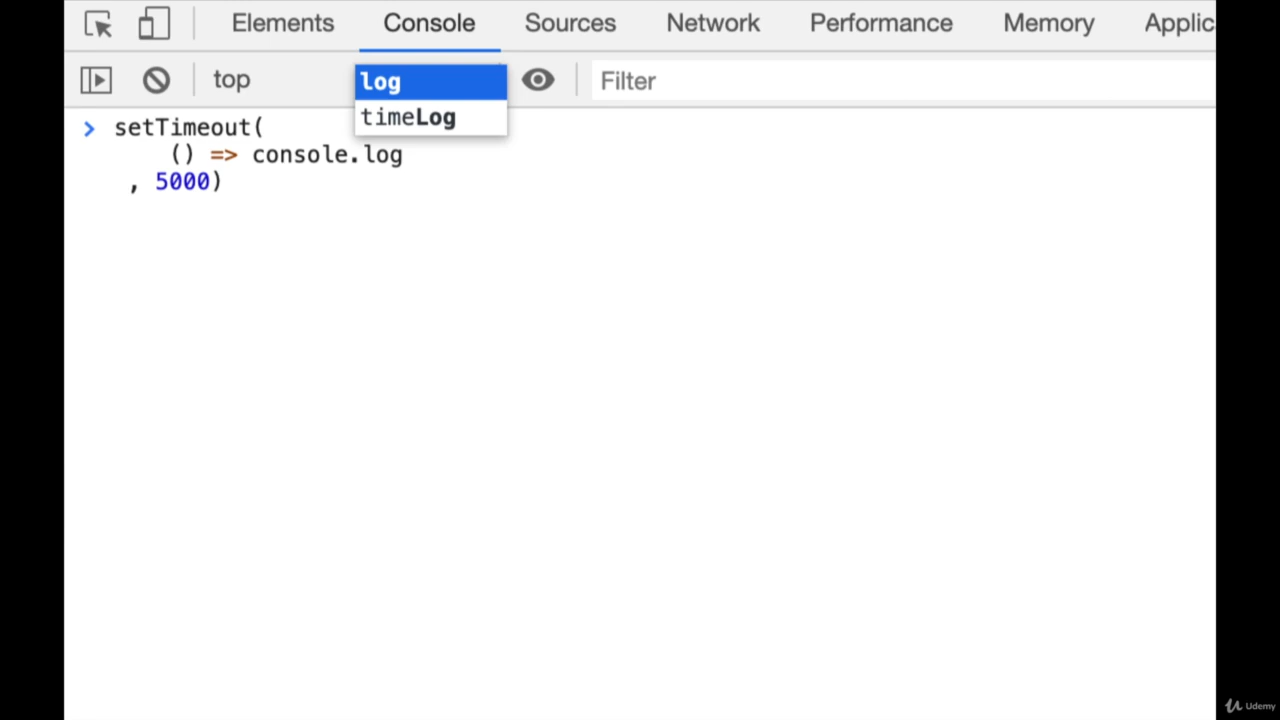 Elements Console Sources Network Performance Memory Applic
top Filter
log
timeLog
> setTimeout(
() => console.log
, 5000)
Udemy